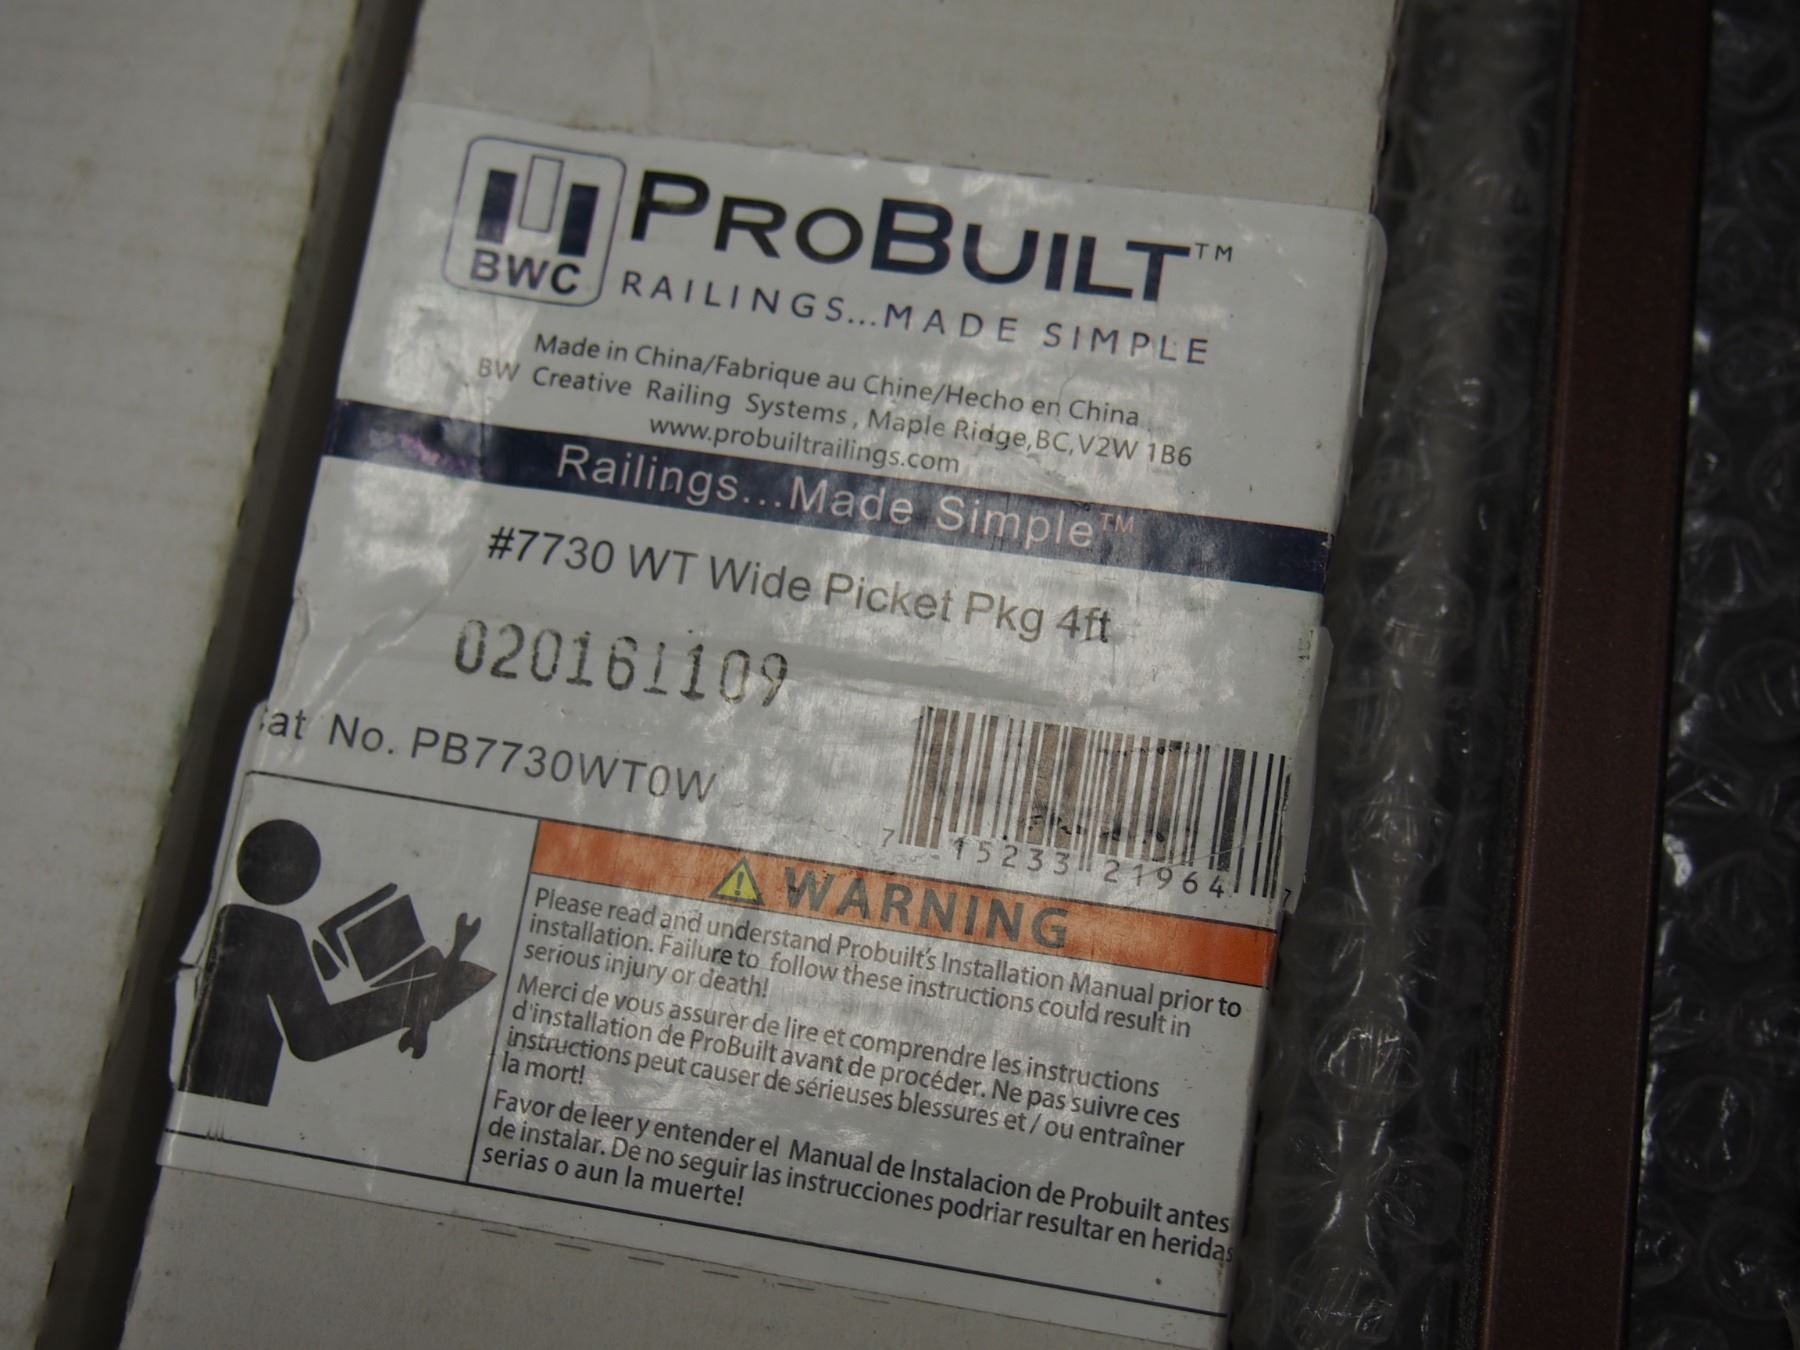 BWC
PROBUILT™
RAILINGS...MADE SIMPLE
Made in China/Fabrique au Chine/Hecho en China
BW Creative Railing Systems, Maple Ridge,BC,V2W 1B6
www.probuiltrailings.com
Railings...Made Simple™
#7730 WT Wide Picket Pkg 4ft
020161109
at No. PB7730WT0W
7 15233 21964 7
WARNING
Please read and understand Probuilt's Installation Manual prior to
installation. Failure to follow these instructions could result in
serious injury or death!
Merci de vous assurer de lire et comprendre les instructions
d'installation de ProBuilt avant de procéder. Ne pas suivre ces
instructions peut causer de sérieuses blessures et / ou entraîner
la mort!
Favor de leer y entender el Manual de Instalacion de Probuilt antes
de instalar. De no seguir las instrucciones podriar resultar en heridas
serias o aun la muerte!